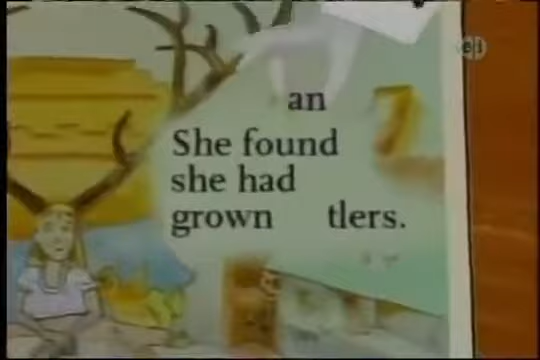 an
She found
she had
grown tlers.